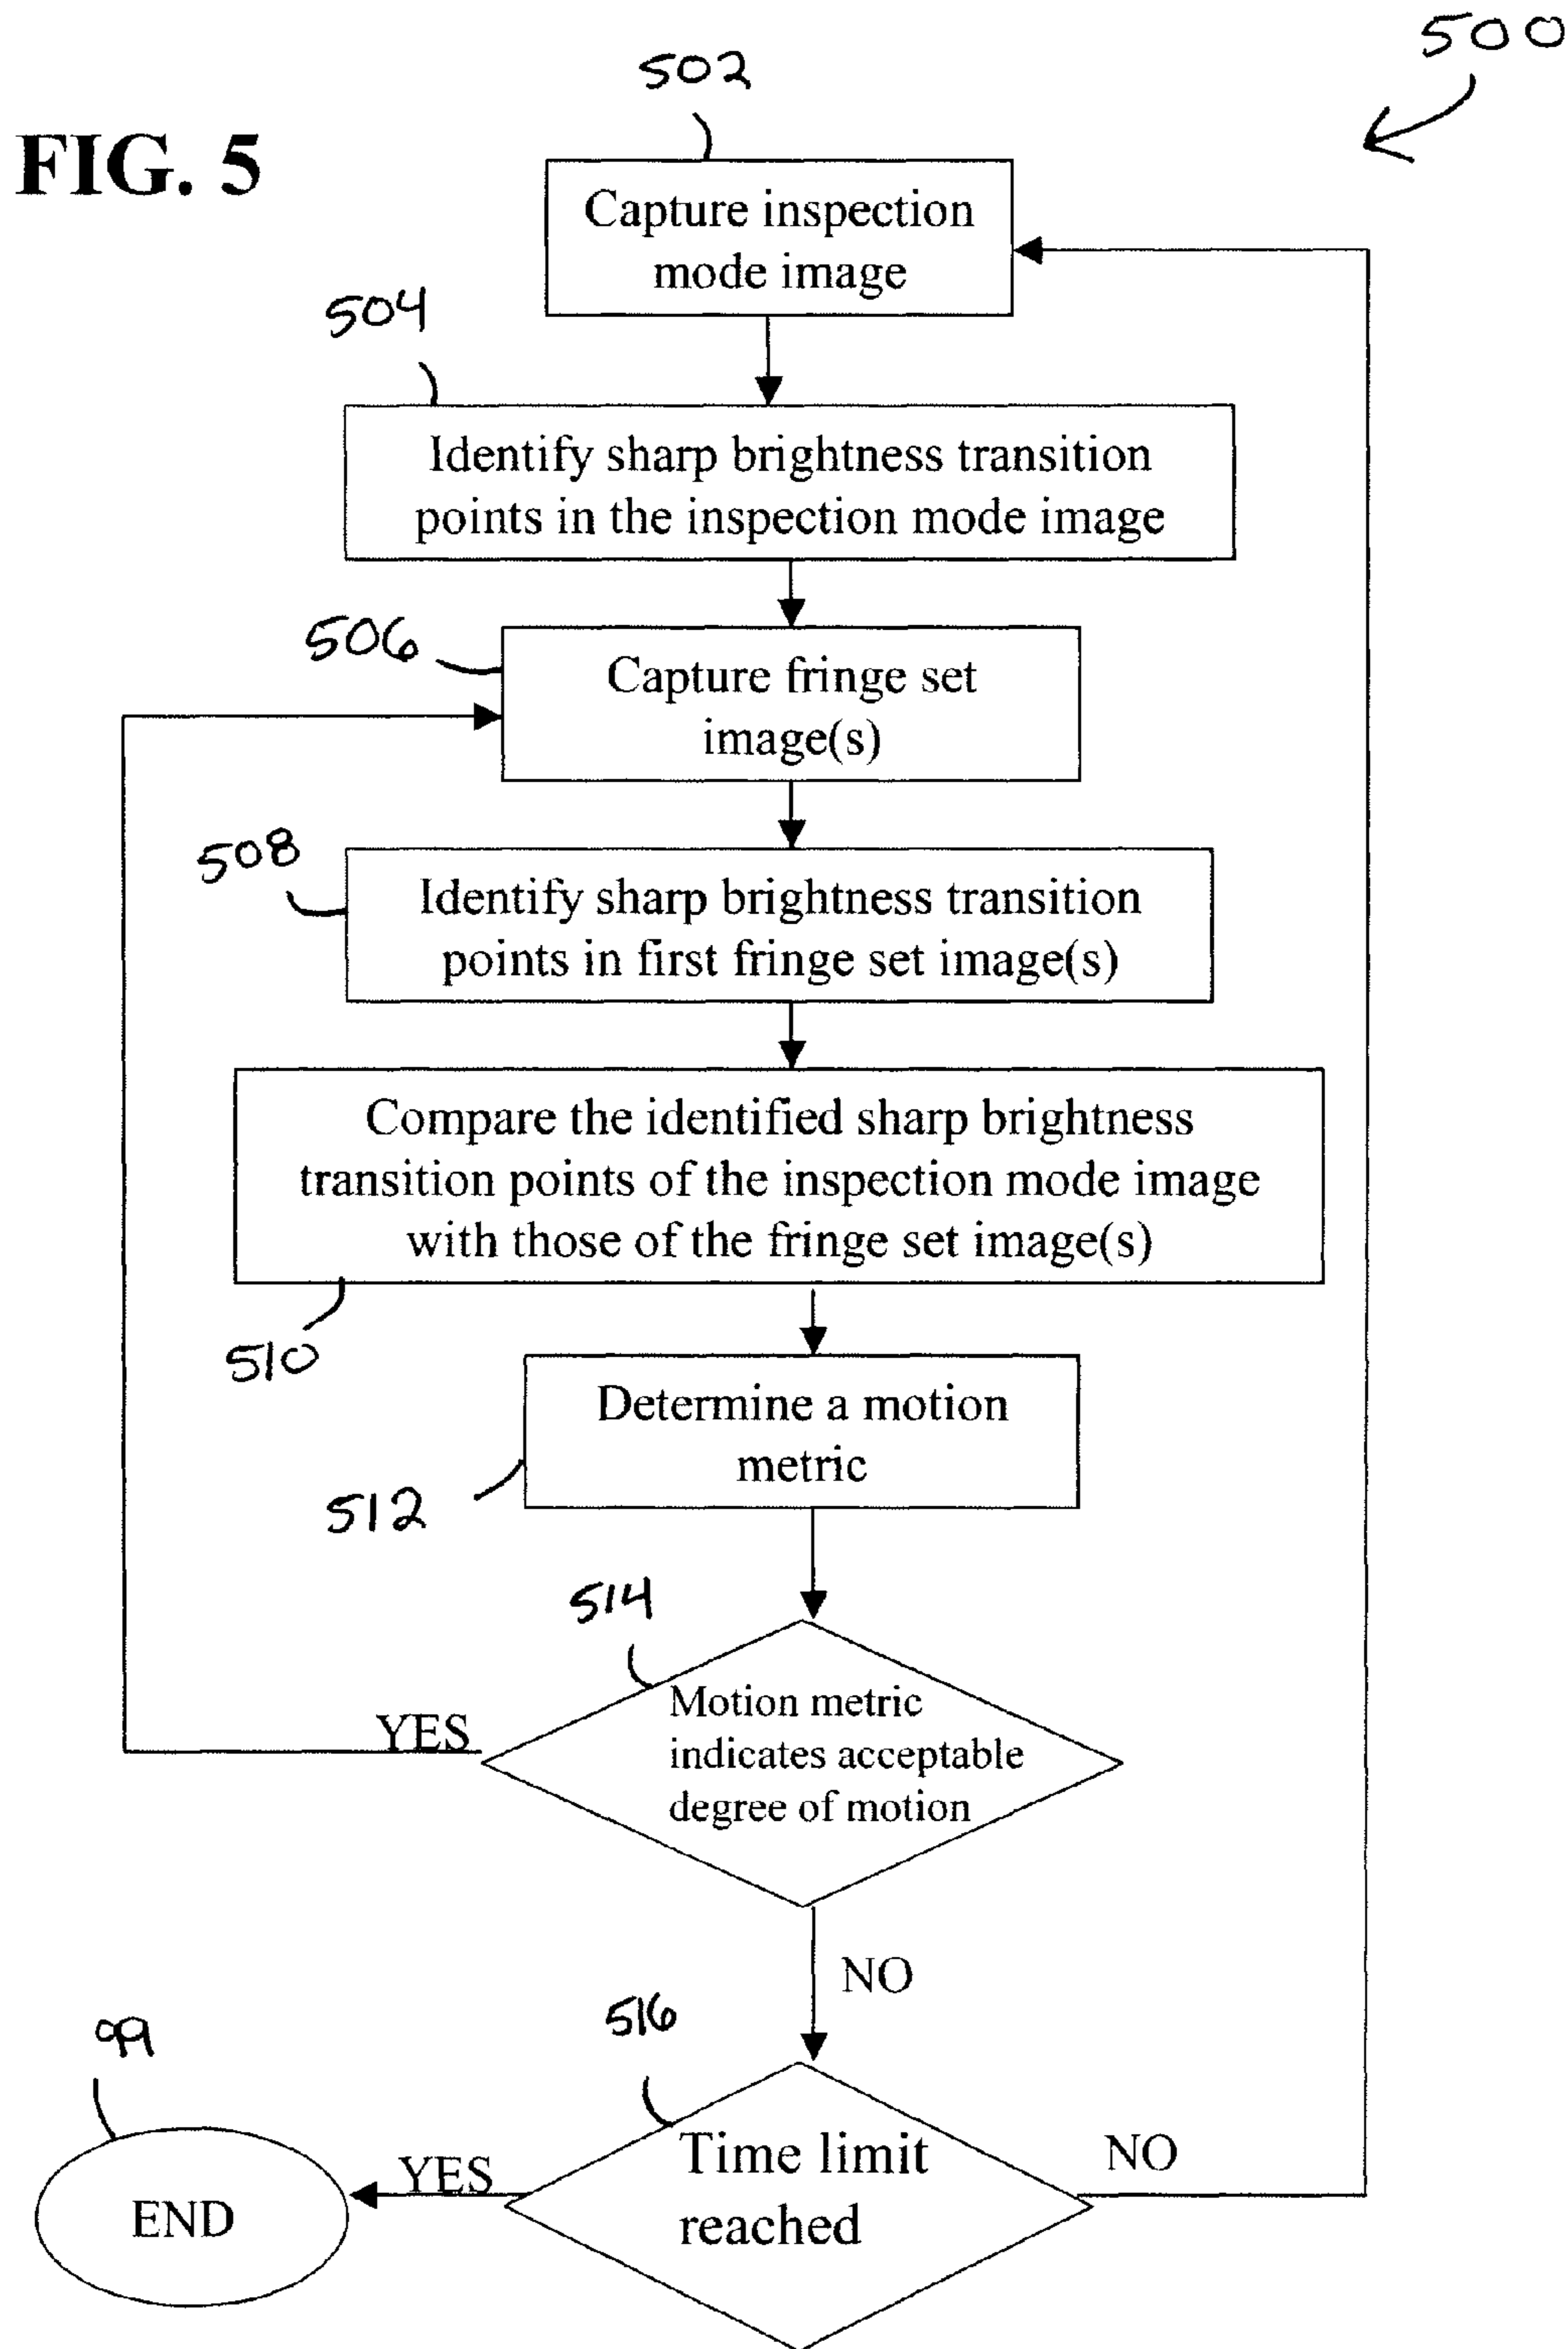 500
502
FIG. 5
Capture inspection
mode image
504
Identify sharp brightness transition
points in the inspection mode image
506
Capture fringe set
image(s)
508
Identify sharp brightness transition
points in first fringe set image(s)
Compare the identified sharp brightness
transition points of the inspection mode image
with those of the fringe set image(s)
510
Determine a motion
metric
512
514
Motion metric
indicates acceptable
degree of motion
YES
NO
516
99
Time limit
reached
NO
YES
END